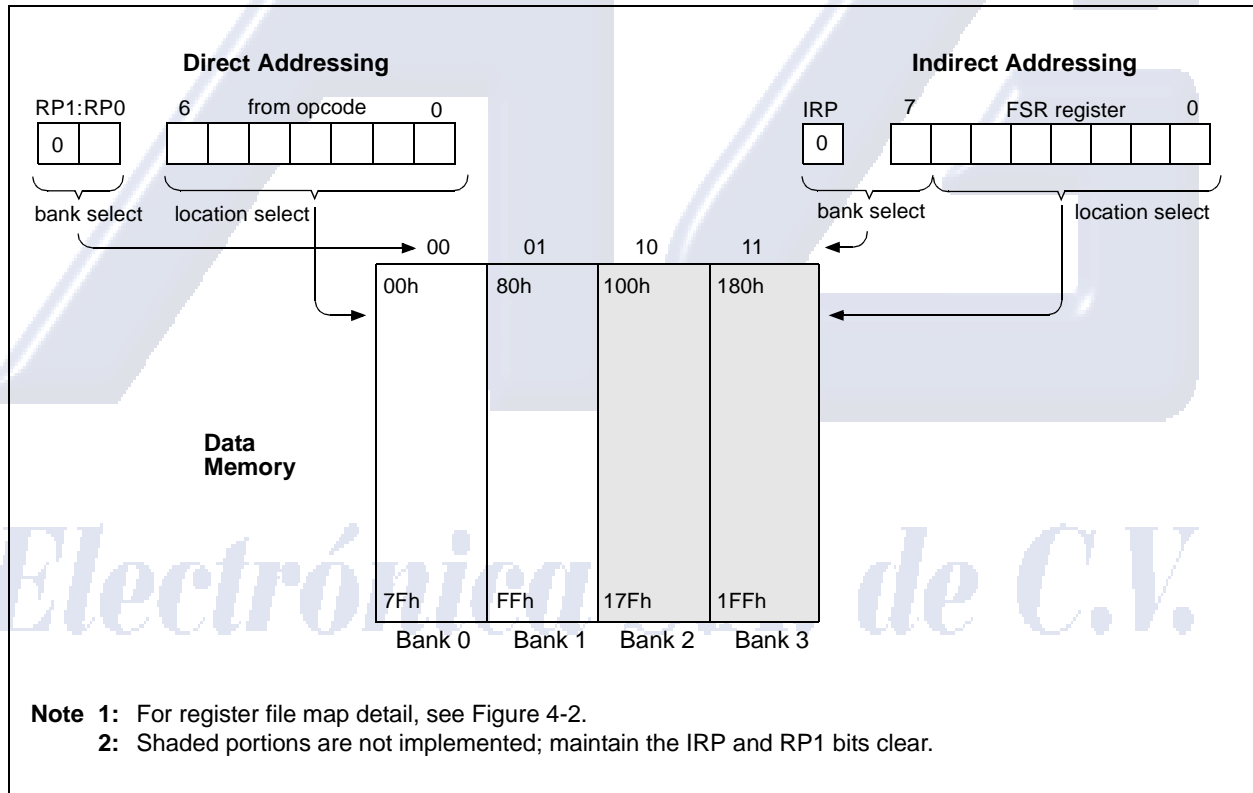 Direct Addressing
Indirect Addressing
RP1:RP0 6 from opcode 0
IRP 7 FSR register 0
0
0
bank select location select
bank select location select
00 01 10 11
00h 80h 100h 180h
Data
Memory
7Fh FFh 17Fh 1FFh
Bank 0 Bank 1 Bank 2 Bank 3
Electrónica de C.V.
Note 1: For register file map detail, see Figure 4-2.
2: Shaded portions are not implemented; maintain the IRP and RP1 bits clear.